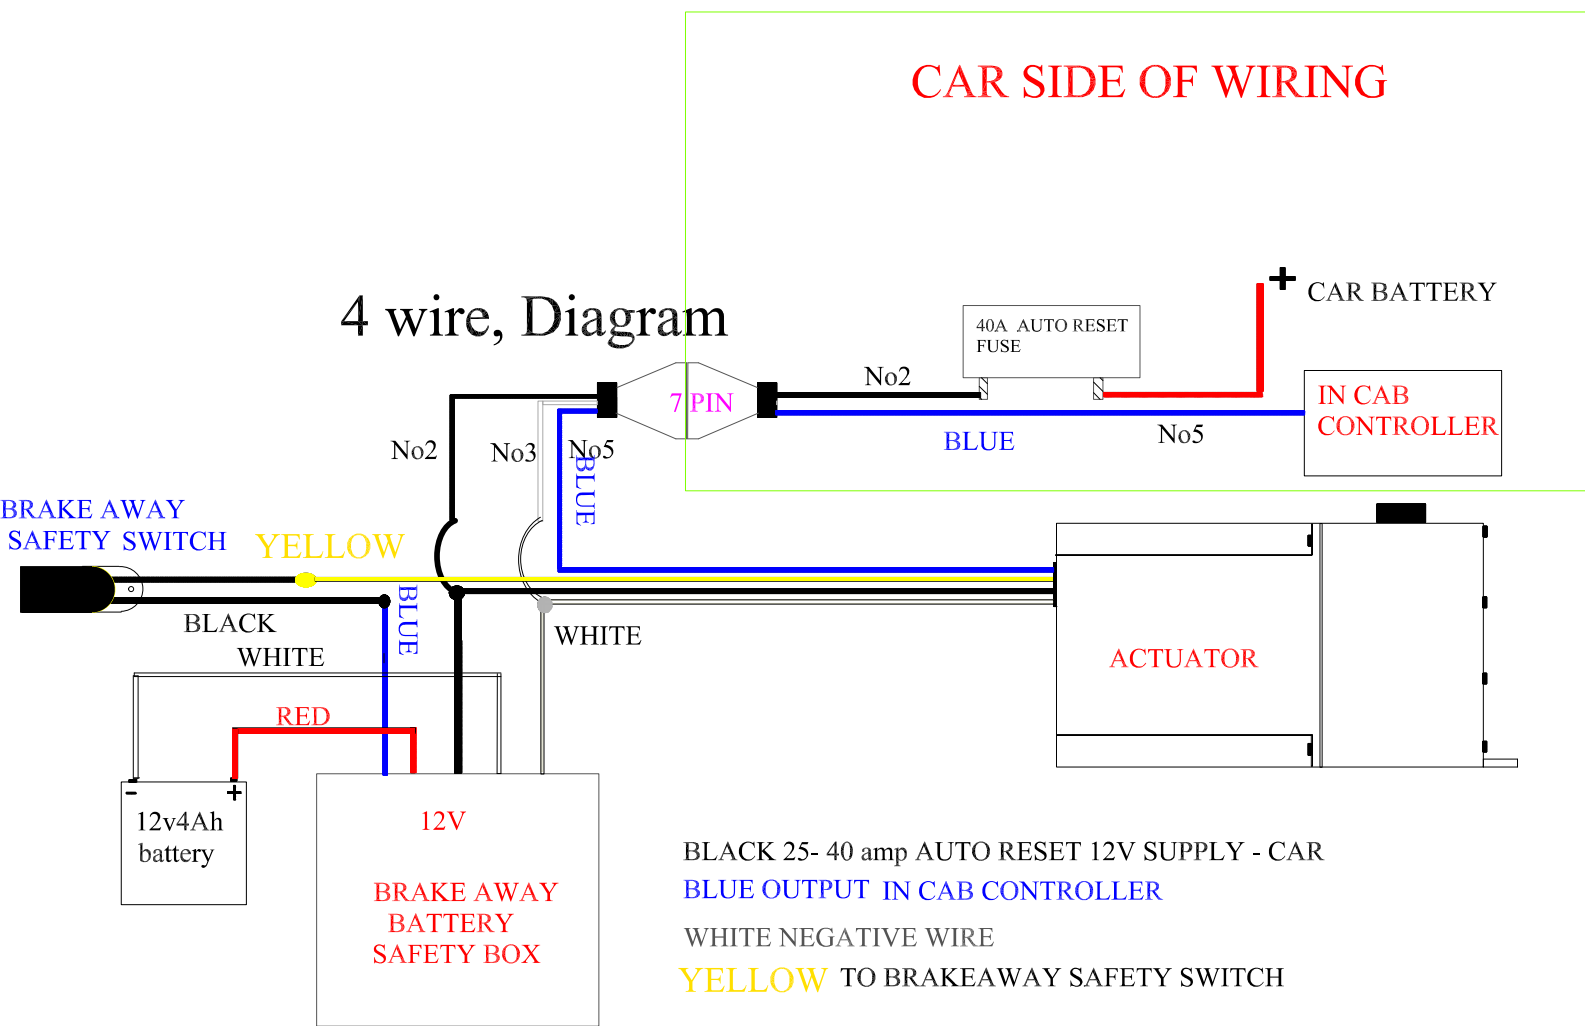 CAR SIDE OF WIRING
4 wire, Diagram
+ CAR BATTERY
40A AUTO RESET
FUSE
No2
7 PIN
IN CAB
CONTROLLER
BLUE
No5
No2
No3
No5
BLUE
BRAKE AWAY
SAFETY SWITCH
YELLOW
BLUE
BLACK
WHITE
WHITE
ACTUATOR
RED
- +
12v4Ah
battery
12V
BRAKE AWAY
BATTERY
SAFETY BOX
BLACK 25- 40 amp AUTO RESET 12V SUPPLY - CAR
BLUE OUTPUT IN CAB CONTROLLER
WHITE NEGATIVE WIRE
YELLOW TO BRAKEAWAY SAFETY SWITCH